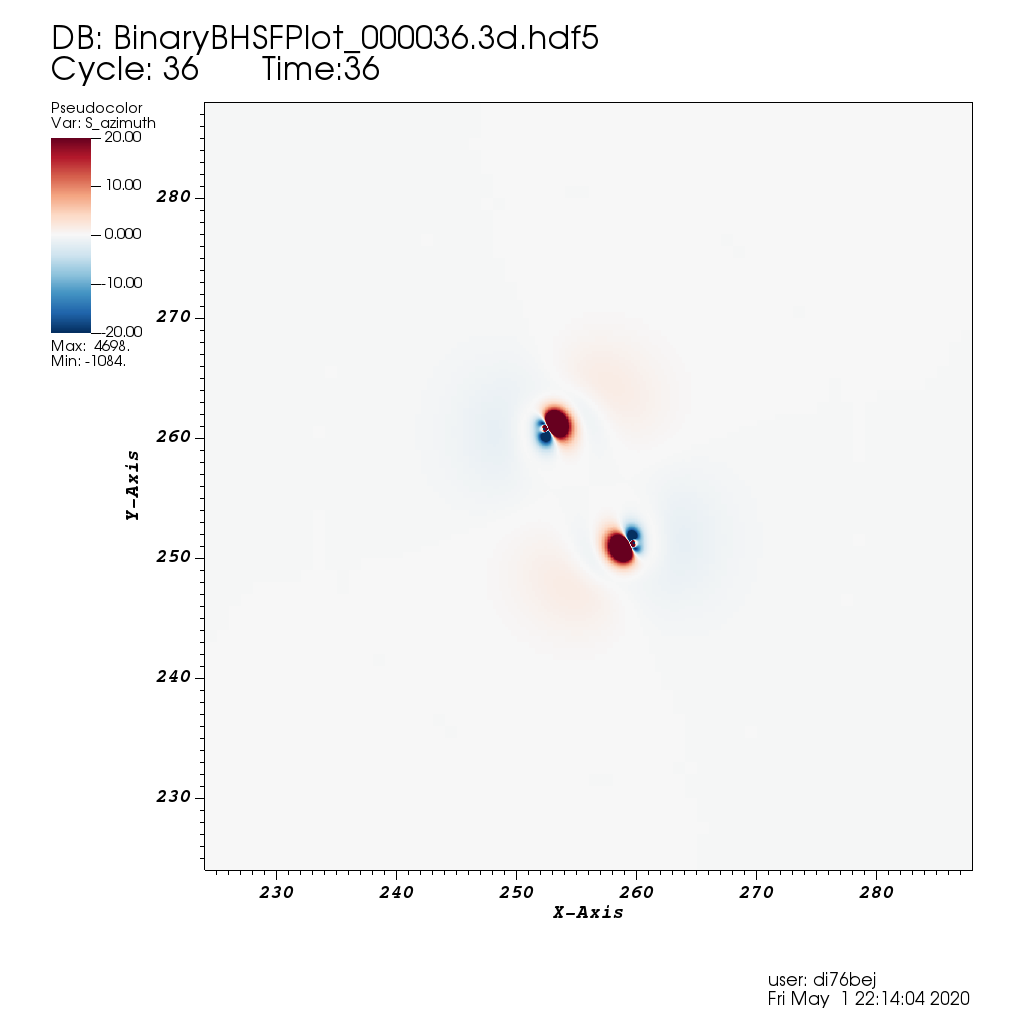 DB: BinaryBHSFPlot_000036.3d.hdf5
Cycle: 36 Time:36
Pseudocolor
Var: S_azimuth
20.00
10.00
0.000
-10.00
-20.00
Max: 4698.
Min: -1084.
280
270
260
250
240
230
Y-Axis
230 240 250 260 270 280
X-Axis
user: di76bej
Fri May 1 22:14:04 2020